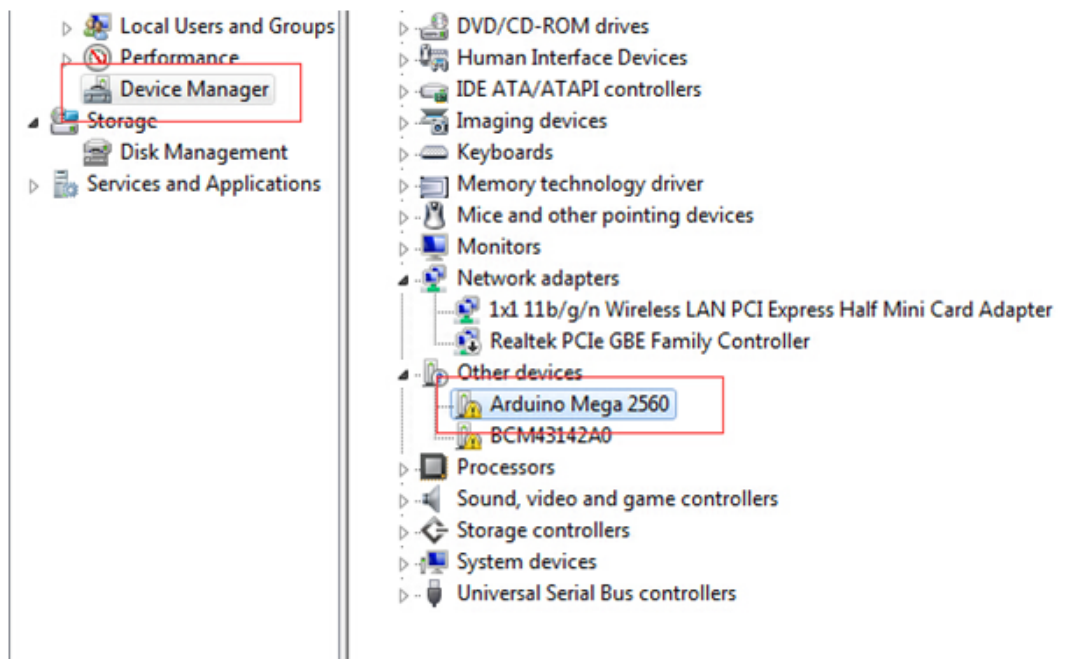 Local Users and Groups
Performance
Device Manager
Storage
Disk Management
Services and Applications
DVD/CD-ROM drives
Human Interface Devices
IDE ATA/ATAPI controllers
Imaging devices
Keyboards
Memory technology driver
Mice and other pointing devices
Monitors
Network adapters
1x1 11b/g/n Wireless LAN PCI Express Half Mini Card Adapter
Realtek PCIe GBE Family Controller
Other devices
Arduino Mega 2560
BCM43142A0
Processors
Sound, video and game controllers
Storage controllers
System devices
Universal Serial Bus controllers